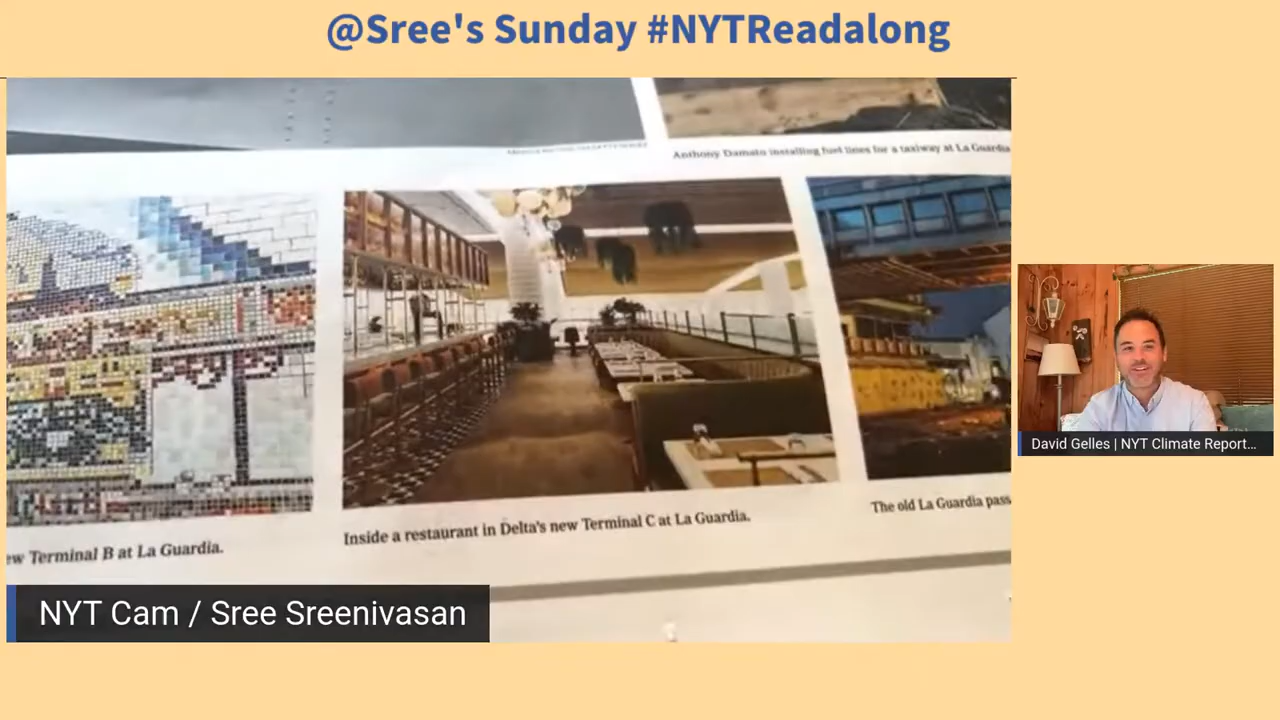 @Sree's Sunday #NYTReadalong
Anthony Damato installing fuel lines for a taxiway at La Guardia
Inside a restaurant in Delta's new Terminal C at La Guardia.
The old La Guardia pass
ew Terminal B at La Guardia.
NYT Cam / Sree Sreenivasan
David Gelles | NYT Climate Report...